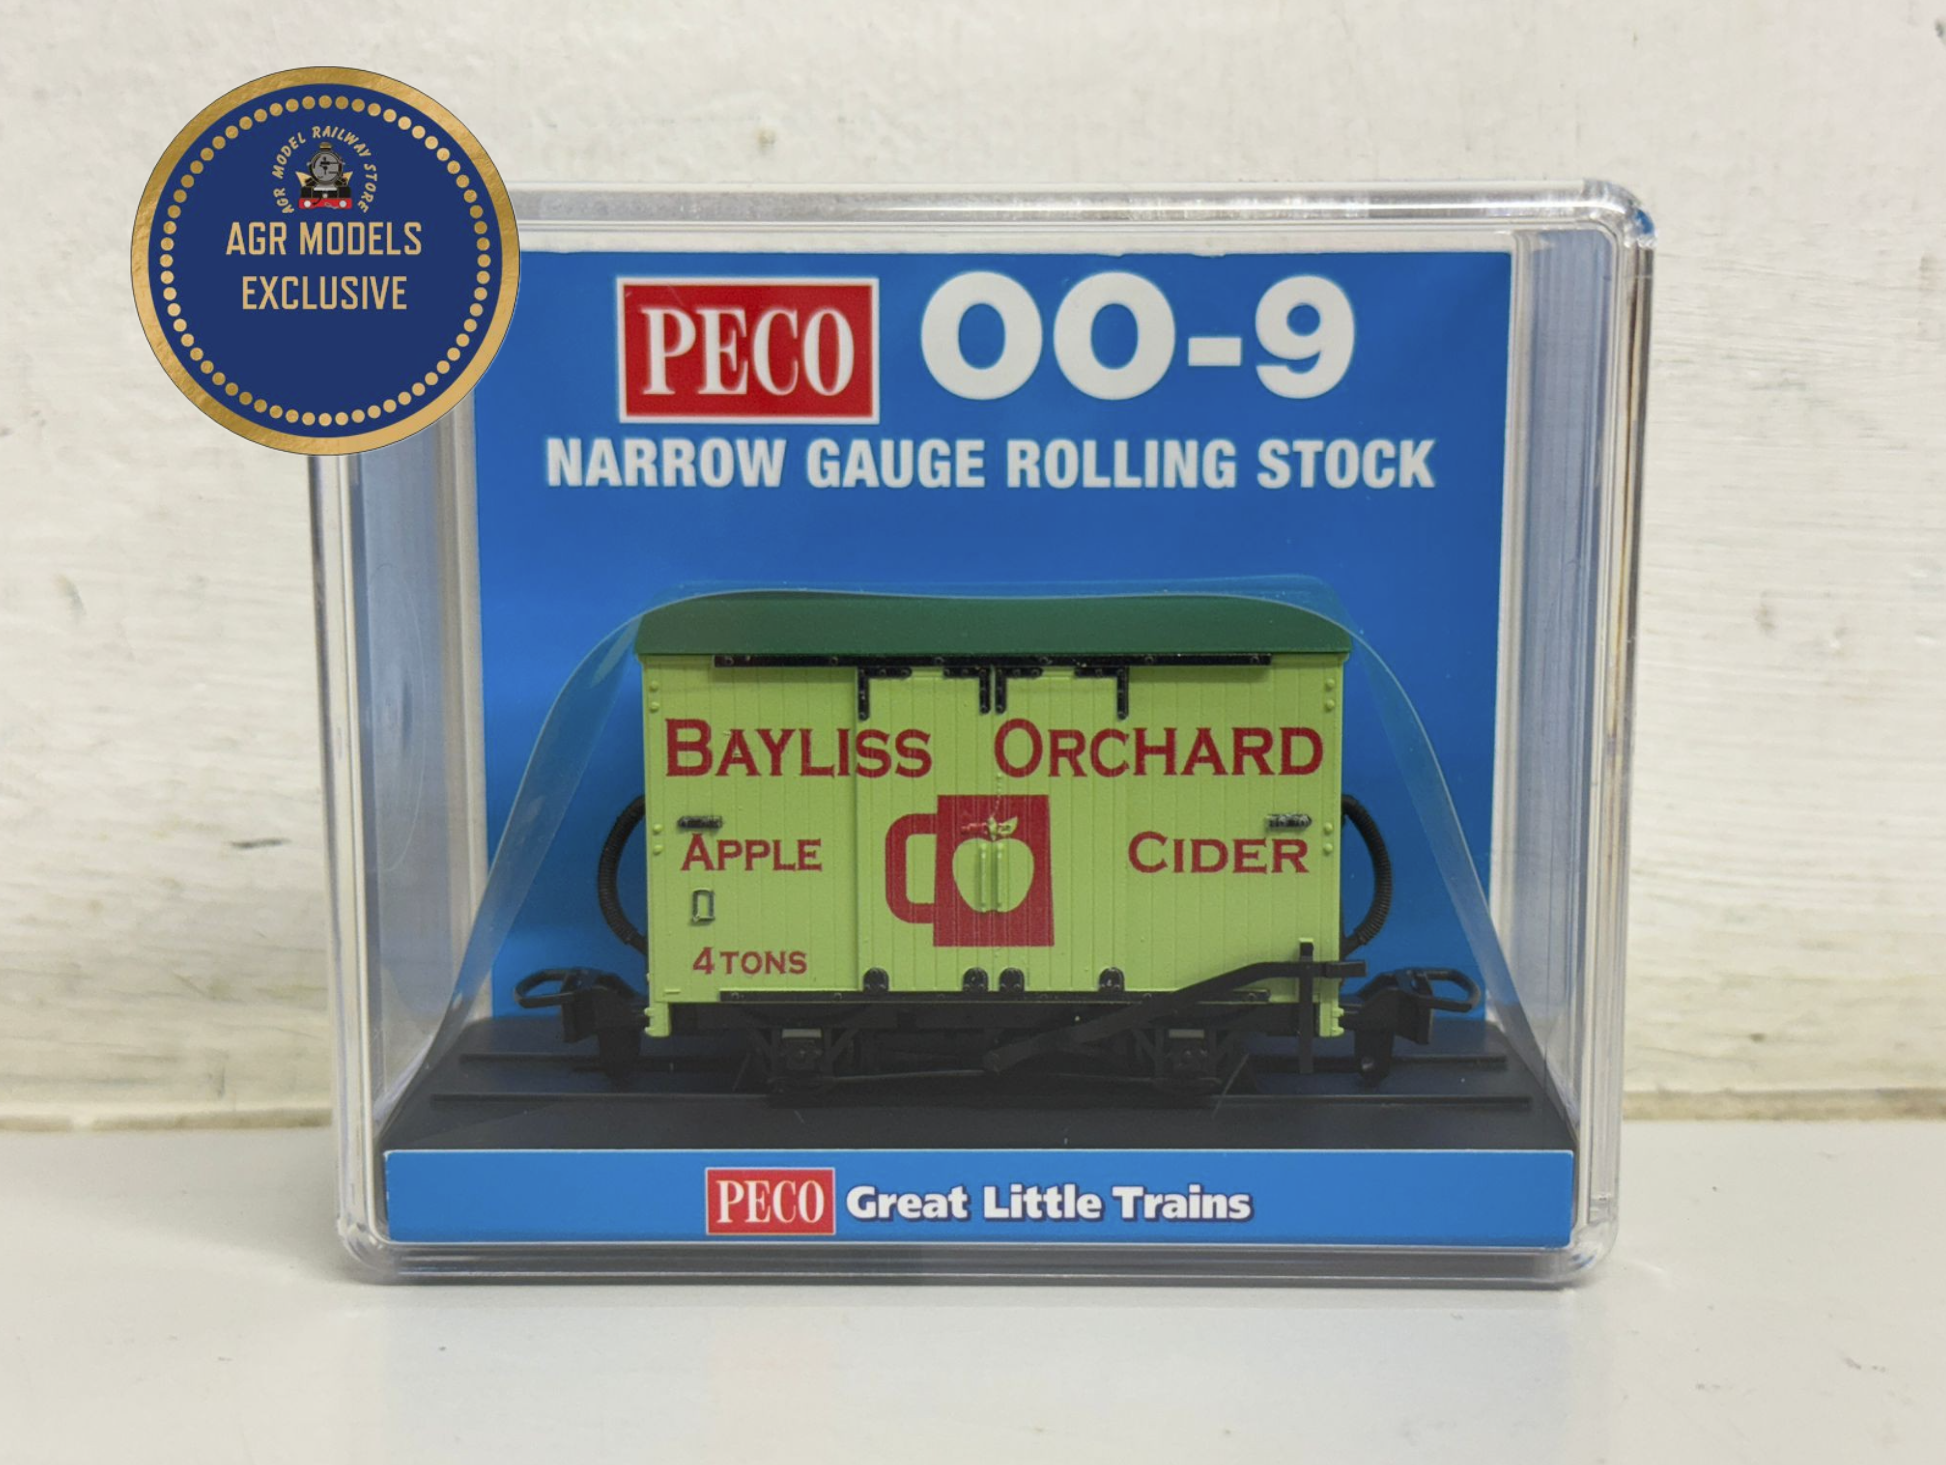 AGR MODEL RAILWAY STORE
AGR MODELS
EXCLUSIVE
PECO OO-9
NARROW GAUGE ROLLING STOCK
BAYLISS ORCHARD
APPLE CIDER
4 TONS
PECO Great Little Trains